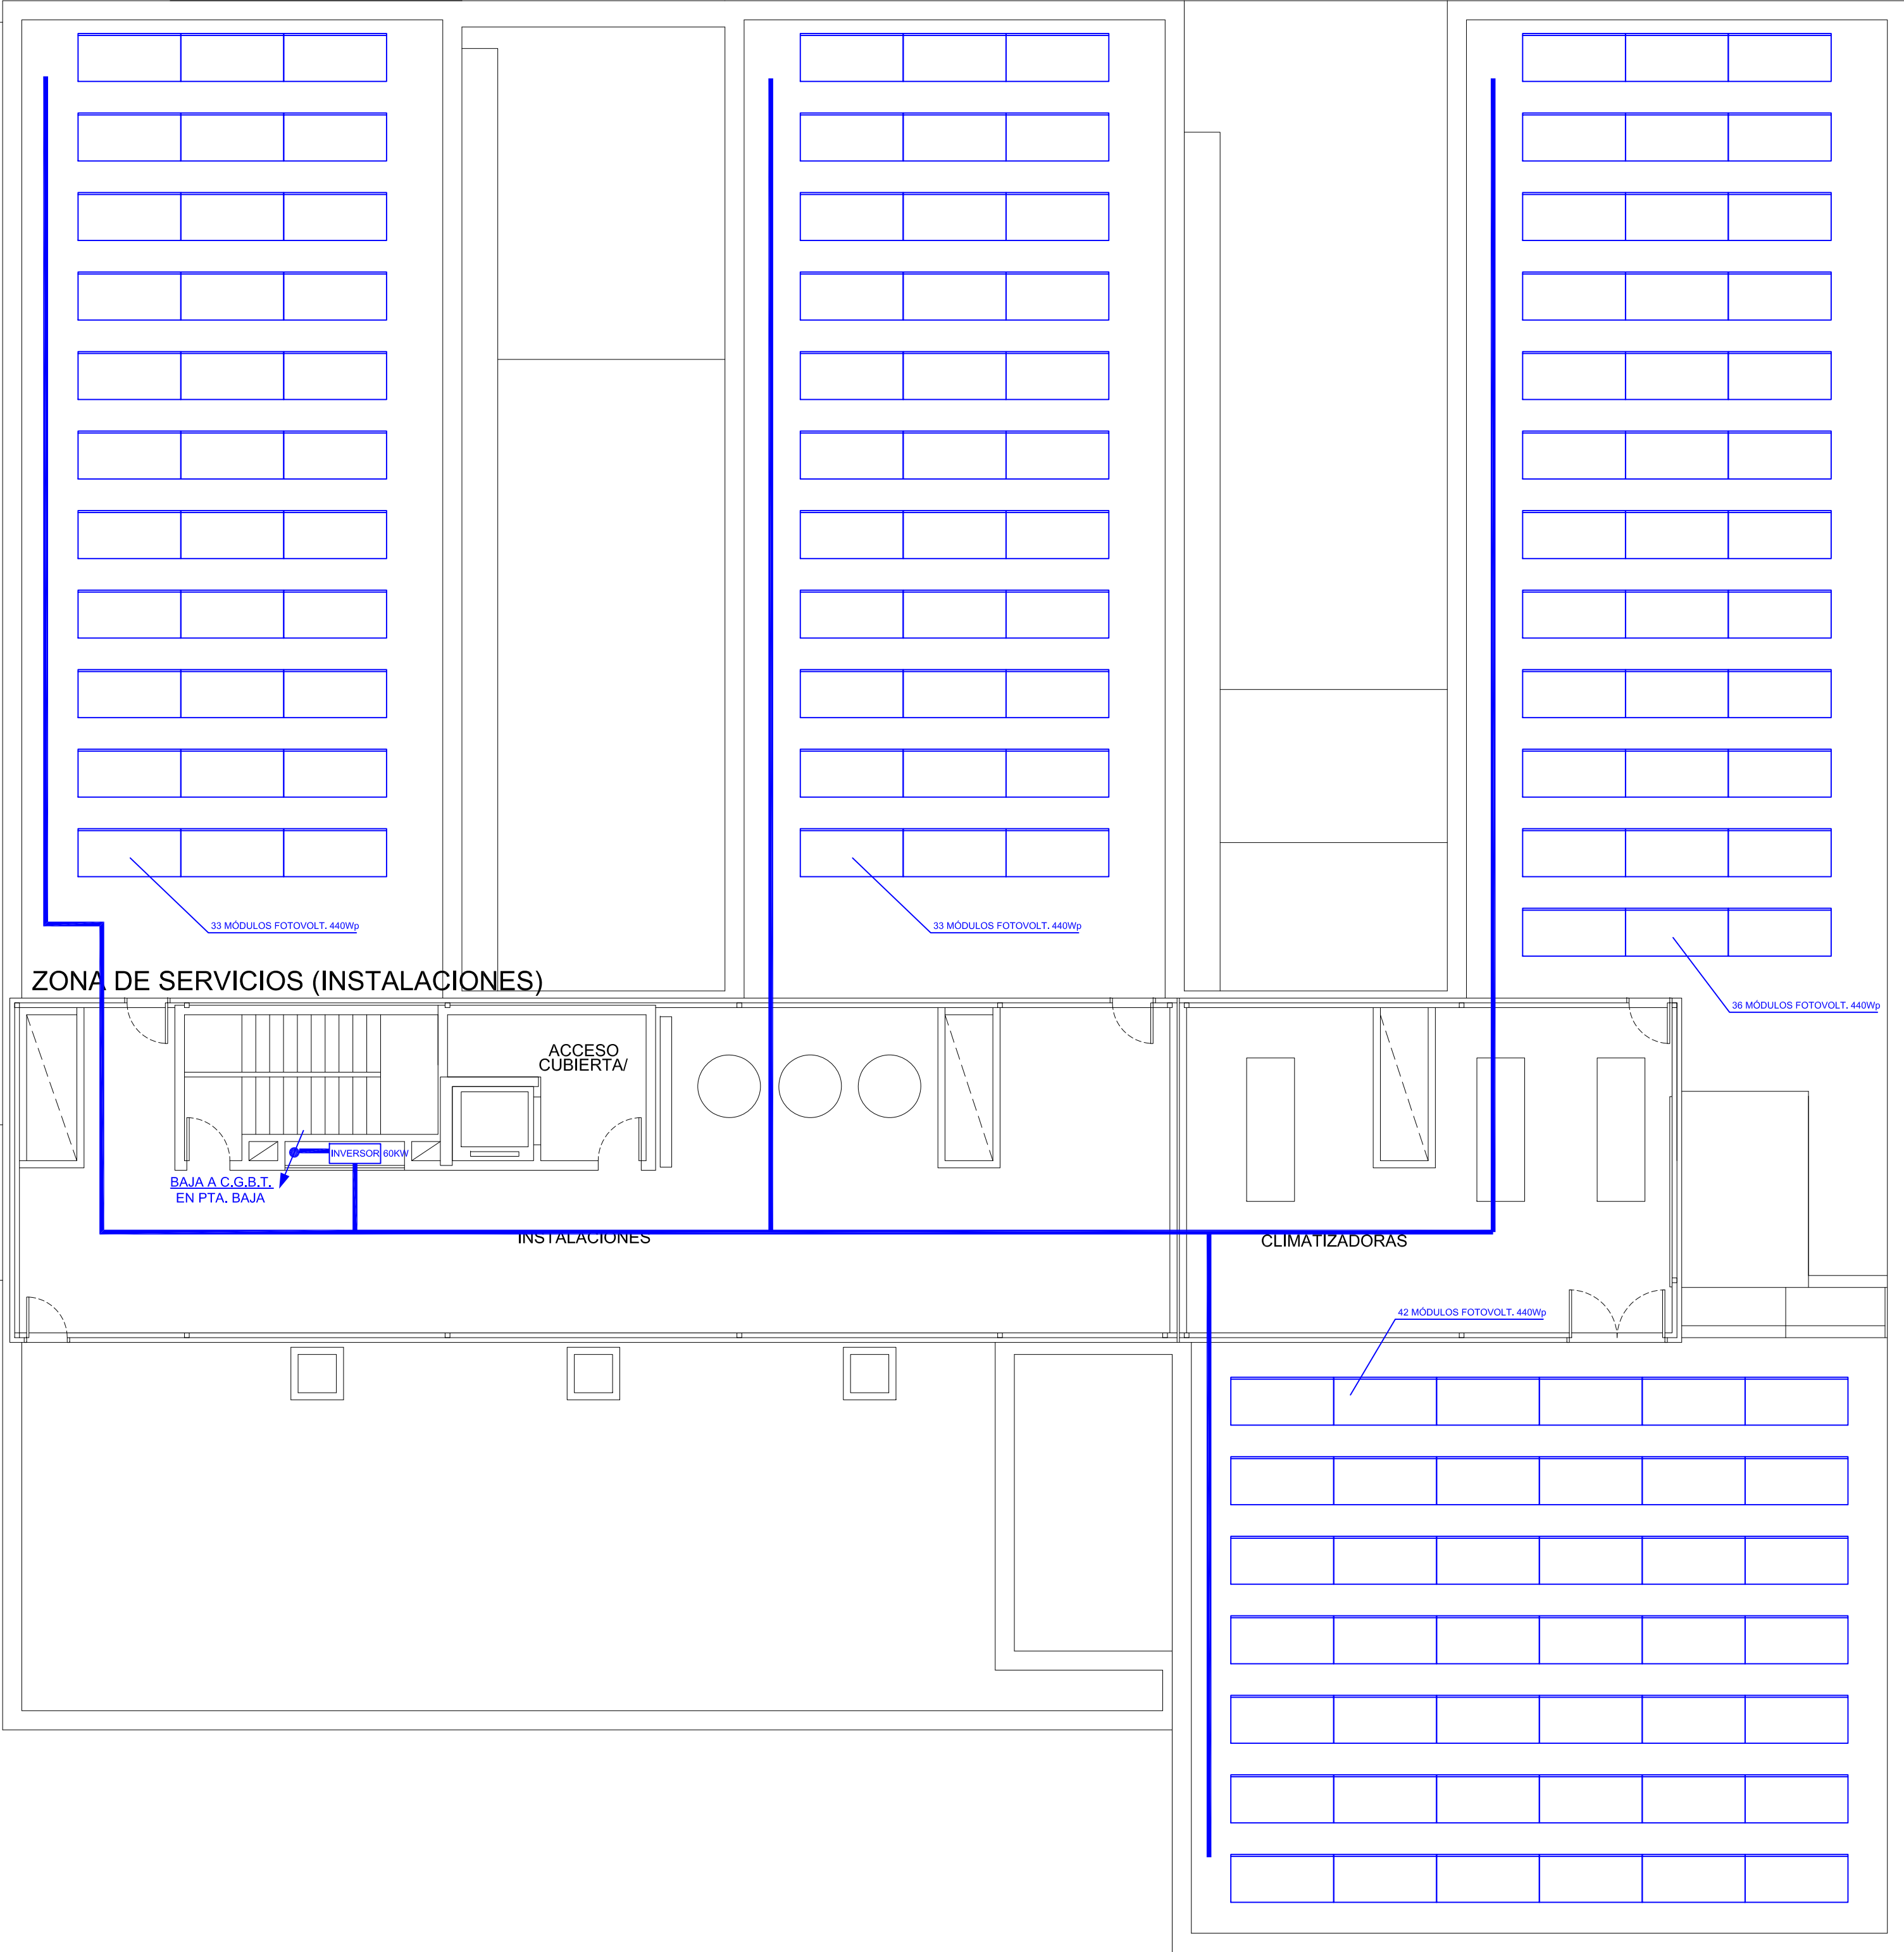 33 MÓDULOS FOTOVOLT. 440Wp
33 MÓDULOS FOTOVOLT. 440Wp
ZONA DE SERVICIOS (INSTALACIONES)
36 MÓDULOS FOTOVOLT. 440Wp
ACCESO
CUBIERTA/
INVERSOR 60KW
BAJA A C.G.B.T.
EN PTA. BAJA
INSTALACIONES
CLIMATIZADORAS
42 MÓDULOS FOTOVOLT. 440Wp